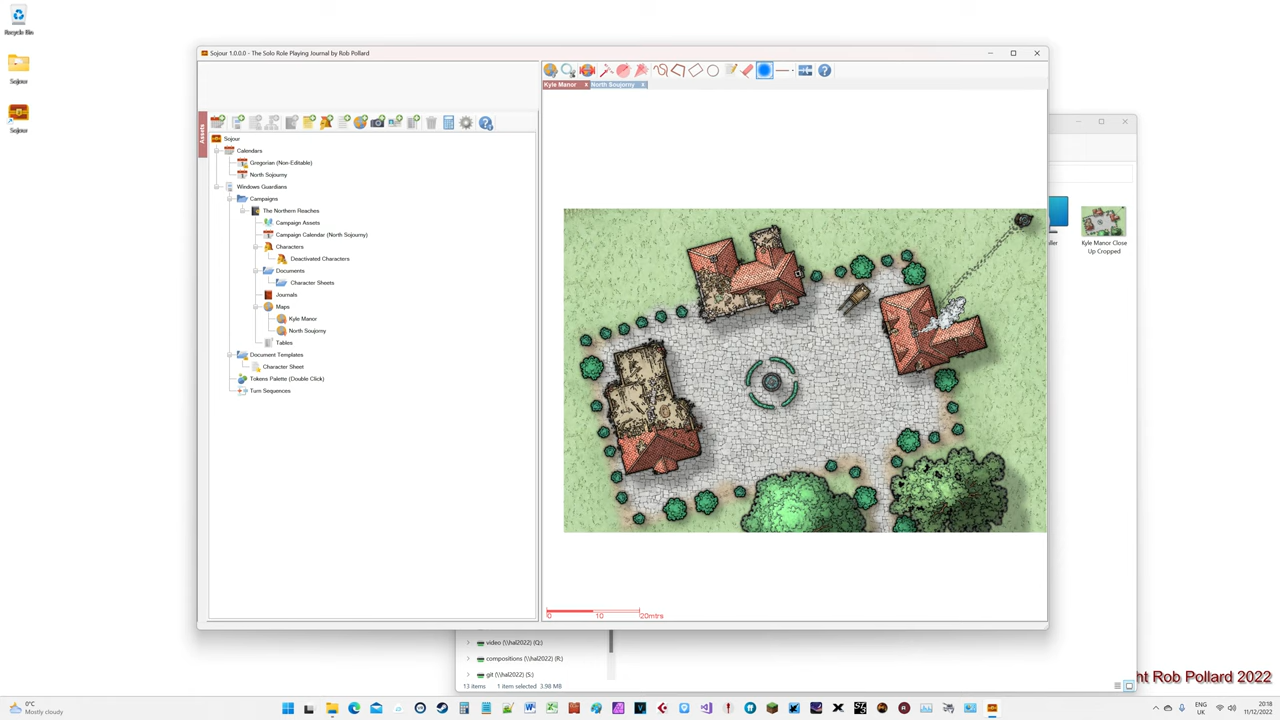 Recycle Bin
Sojour
Sojour
Sojour 1.0.0.0 - The Solo Role Playing Journal by Rob Pollard
Kyle Manor x
North Soujorny x
Assets
Sojour
Calendars
Gregorian (Non-Editable)
North Sojourny
Windows Guardians
Campaigns
The Northern Reaches
Campaign Assets
Campaign Calendar (North Sojourny)
Characters
Deactivated Characters
Documents
Character Sheets
Journals
Maps
Kyle Manor
North Soujorny
Tables
Document Templates
Character Sheet
Tokens Palette (Double Click)
Turn Sequences
0 10 20mtrs
Kyle Manor Close
Up Cropped
video (\\hal2022) (Q:)
compositions (\\hal2022) (R:)
git (\\hal2022) (S:)
13 items 1 item selected 3.98 MB
ht Rob Pollard 2022
0°C
Mostly cloudy
ENG
UK
20:18
11/12/2022